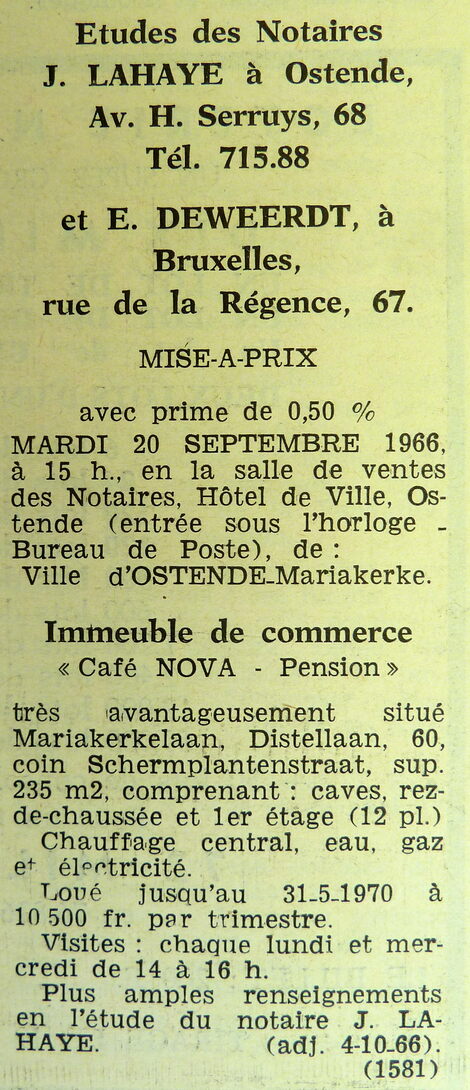 Etudes des Notaires
J. LAHAYE à Ostende,
Av. H. Serruys, 68
Tél. 715.88
et E. DEWEERDT, à
Bruxelles,
rue de la Régence, 67.
MISE-A-PRIX
avec prime de 0,50 %
MARDI 20 SEPTEMBRE 1966,
à 15 h., en la salle de ventes
des Notaires, Hôtel de Ville, Os-
tende (entrée sous l'horloge -
Bureau de Poste), de :
Ville d'OSTENDE-Mariakerke.
Immeuble de commerce
« Café NOVA - Pension »
très avantageusement situé
Mariakerkelaan, Distellaan, 60,
coin Schermplantenstraat, sup.
235 m2, comprenant : caves, rez-
de-chaussée et 1er étage (12 pl.)
Chauffage central, eau, gaz
et électricité.
Loué jusqu'au 31-5-1970 à
10 500 fr. par trimestre.
Visites : chaque lundi et mer-
credi de 14 à 16 h.
Plus amples renseignements
en l'étude du notaire J. LA-
HAYE. (adj. 4-10-66).
(1581)